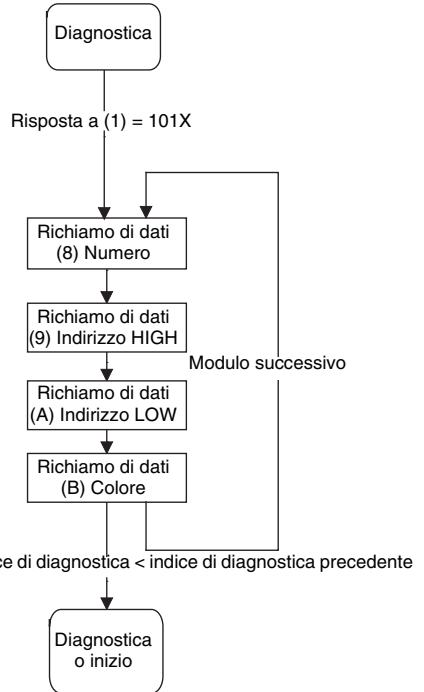 Diagnostica
Risposta a (1) = 101X
Richiamo di dati
(8) Numero
Richiamo di dati
(9) Indirizzo HIGH
Modulo successivo
Richiamo di dati
(A) Indirizzo LOW
Richiamo di dati
(B) Colore
di diagnostica < indice di diagnostica precedente
Diagnostica
o inizio